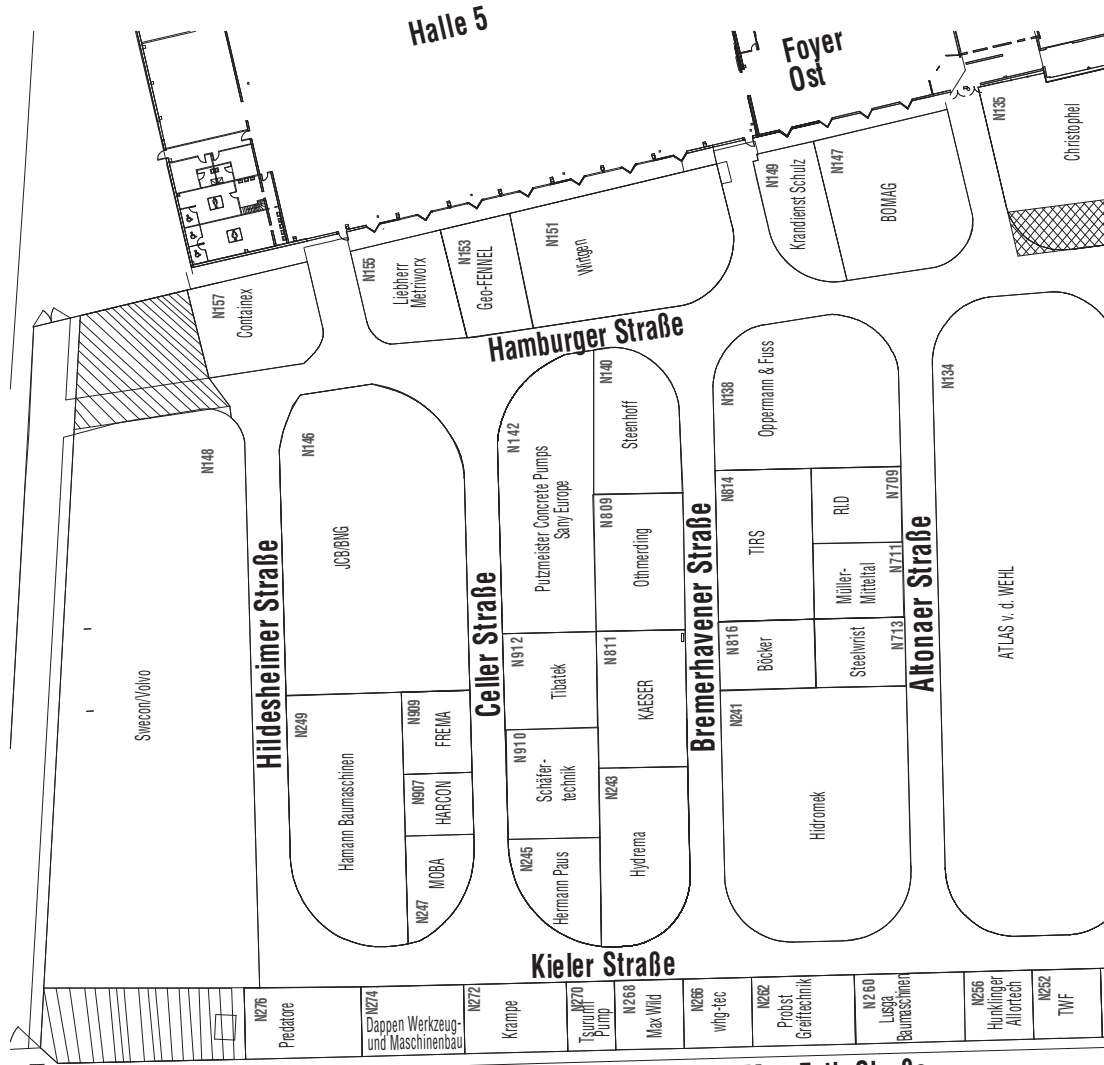 Halle 5
Foyer
Ost
N135
Christophel
N149
Krandienst Schulz
N147
BOMAG
N155
Liebherr
Metriworx
N153
Geo-FENNEL
N151
Wirtgen
N157
Containex
Hamburger Straße
N148
Swecon/Volvo
Hildesheimer Straße
N146
JCB/BNG
N249
Hamann Baumaschinen
N909
FREMA
N907
HARCON
N247
MOBA
Celler Straße
N142
Putzmeister Concrete Pumps
Sany Europe
N140
Steenhoff
N809
Othmerding
N912
Tibatek
N811
KAESER
N910
Schäfer-
technik
N243
Hydrema
N245
Hermann Paus
Bremerhavener Straße
N138
Oppermann & Fuss
N814
TIRS
N709
RLD
N711
Müller-
Mitteltal
N816
Böcker
N713
Steelwrist
N241
Hidromek
Altonaer Straße
N134
ATLAS v. d. WEHL
Kieler Straße
N276
Predatore
N274
Dappen Werkzeug-
und Maschinenbau
N272
Krampe
N270
Tsurumi
Pump
N268
Max Wild
N266
whg-tec
N262
Probst
Greiftechnik
N260
Lusga
Baumaschinen
N256
Hunklinger
Allortech
N252
TWF